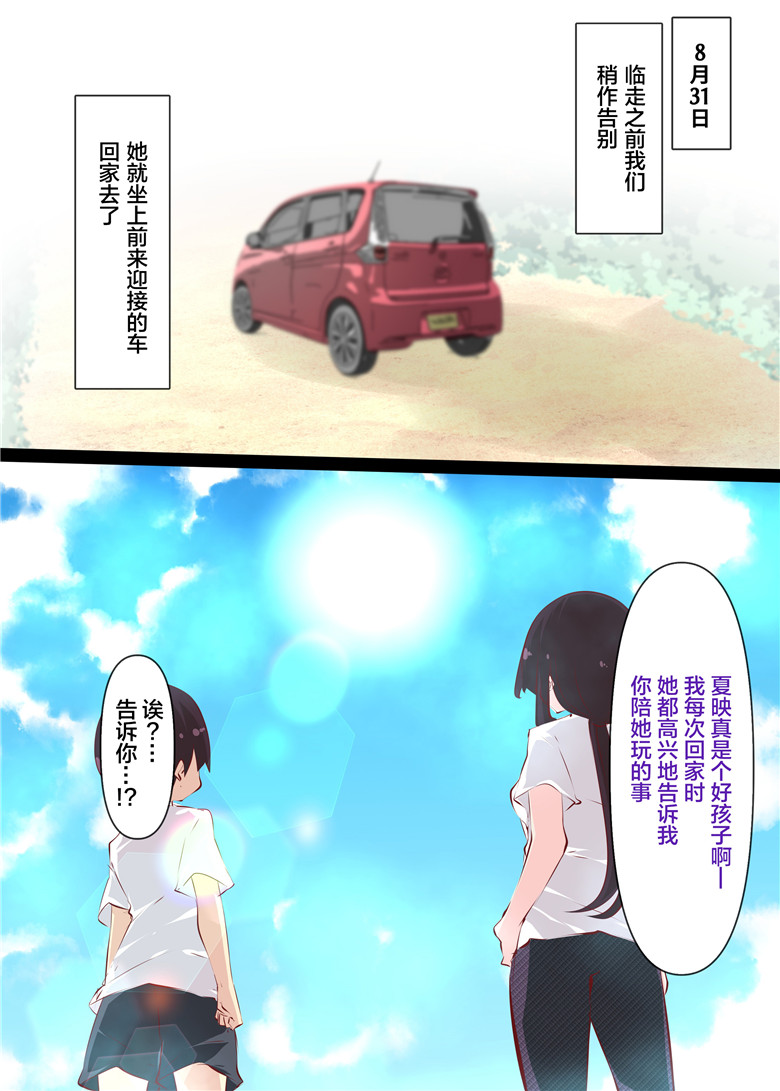 8月31日
临走之前我们
稍作告别
她就坐上前来迎接的车
回家去了
夏映真是个好孩子啊ー
我每次回家时
她都高兴地告诉我
你陪她玩的事
诶?…
告诉你…!?